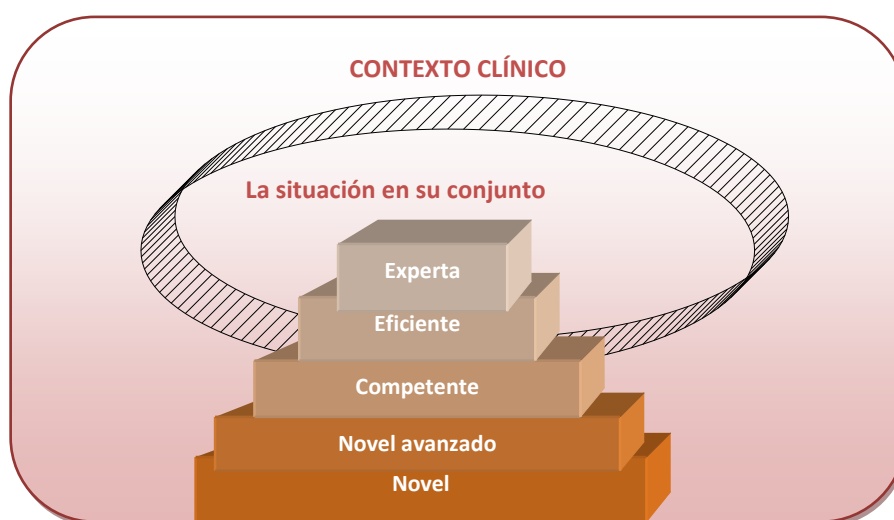 CONTEXTO CLÍNICO
La situación en su conjunto
Experta
Eficiente
Competente
Novel avanzado
Novel